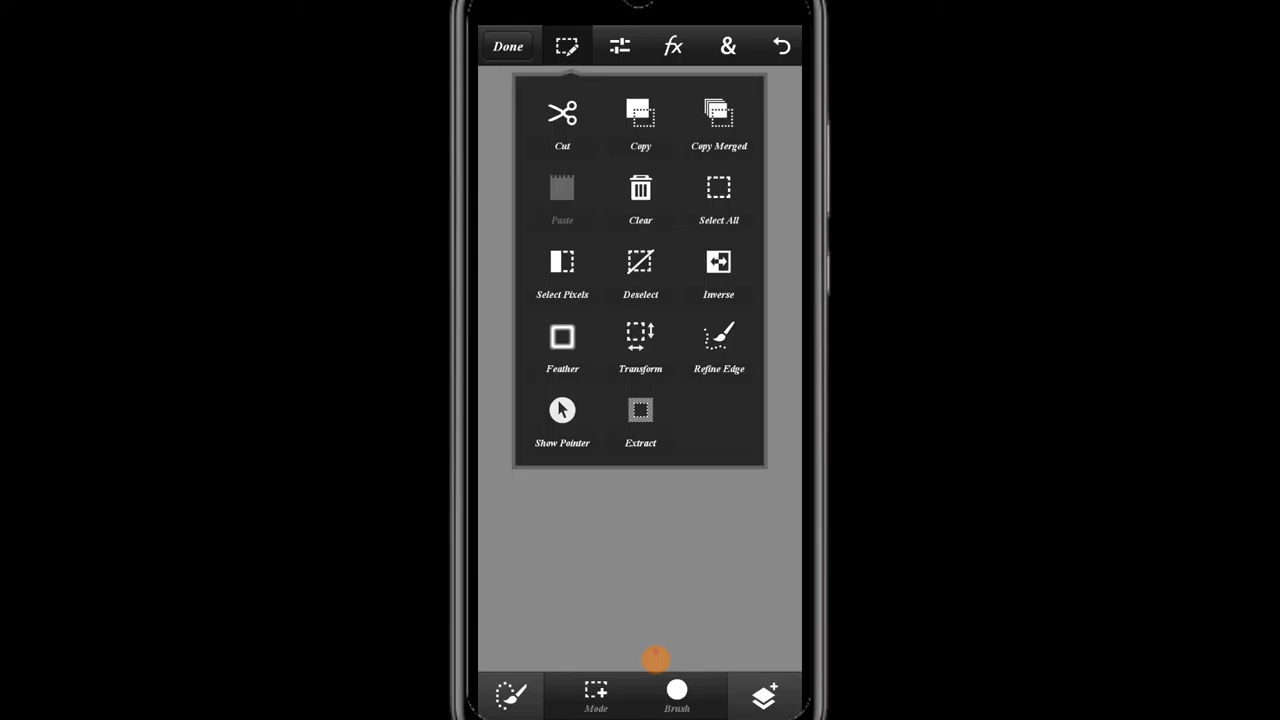 Done fx &
Cut Copy Copy Merged
Paste Clear Select All
Select Pixels Deselect Inverse
Feather Transform Refine Edge
Show Pointer Extract
Mode Brush